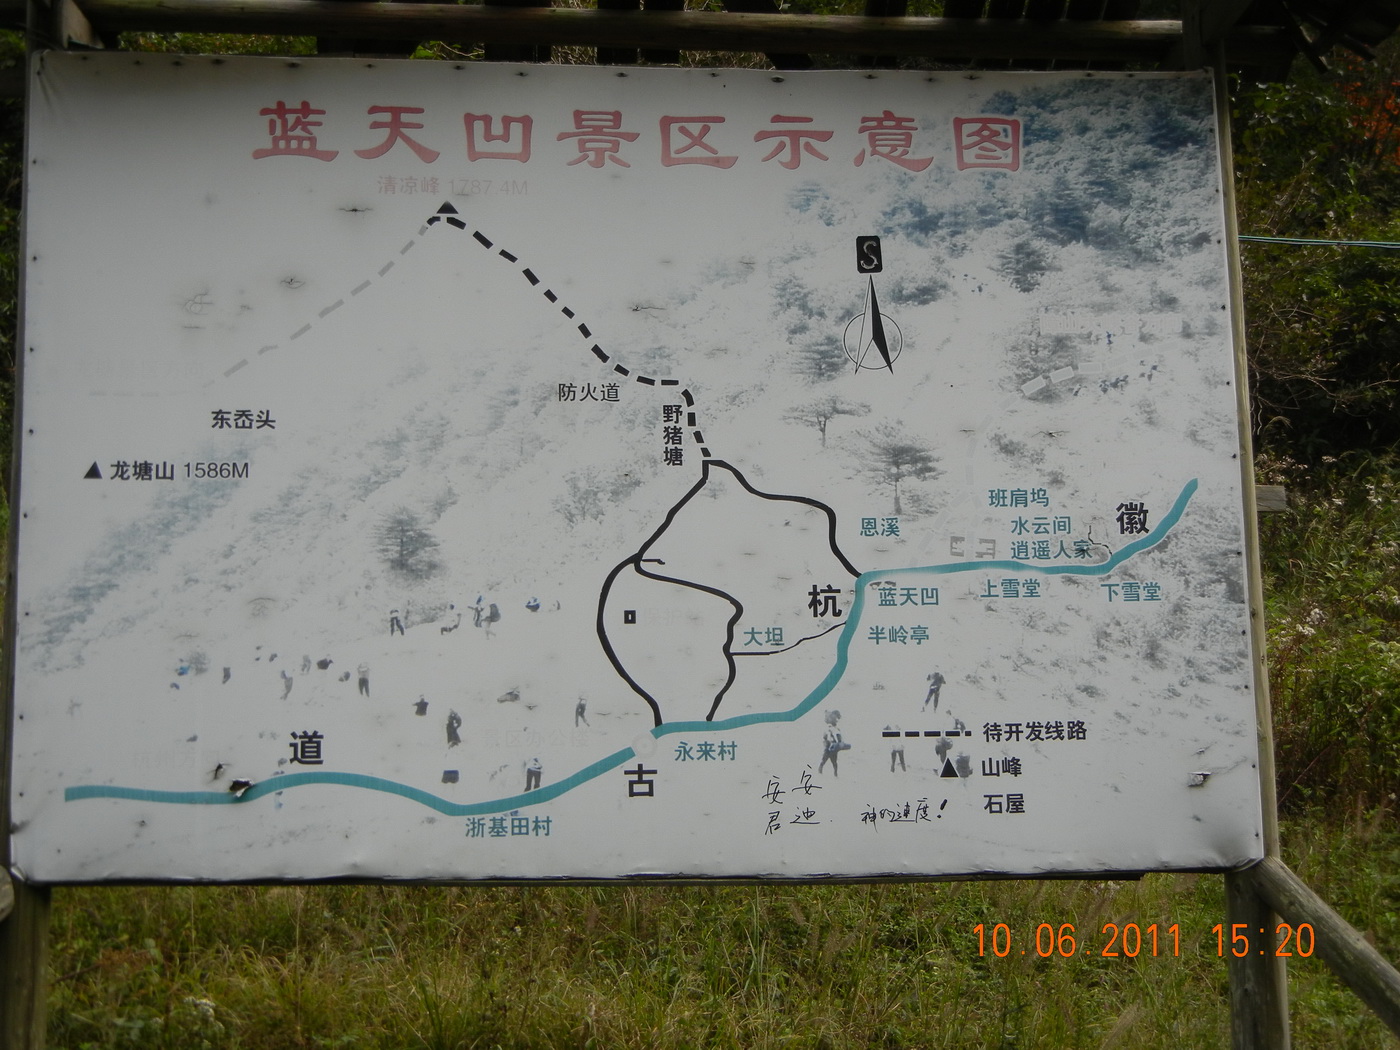 蓝天凹景区示意图
清凉峰 1787.4M
S
防火道
野猪塘
东岙头
龙塘山 1586M
班肩坞
徽
恩溪
水云间
逍遥人家
杭
蓝天凹
上雪堂
下雪堂
大坦
半岭亭
道
永来村
待开发线路
古
山峰
安安
石屋
君迪.
神的速度!
浙基田村
10.06.2011 15:20